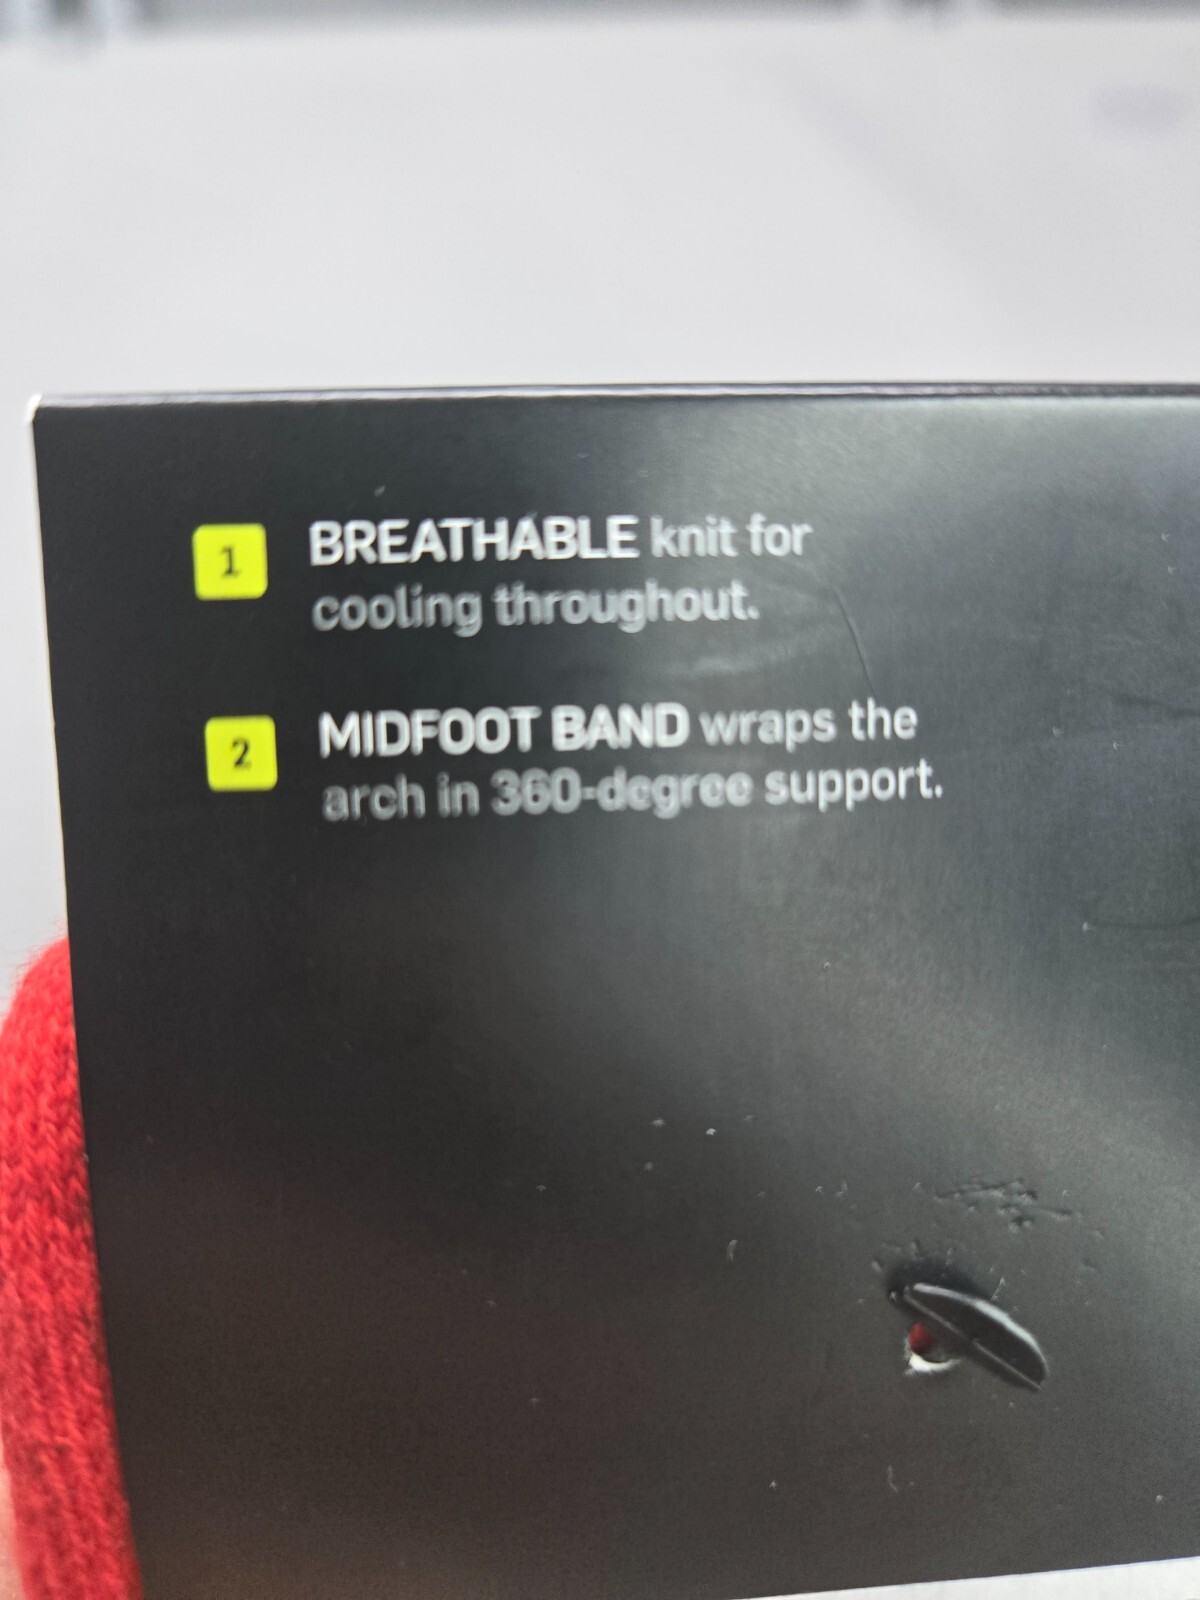 1 BREATHABLE knit for
cooling throughout.
2 MIDFOOT BAND wraps the
arch in 360-degree support.